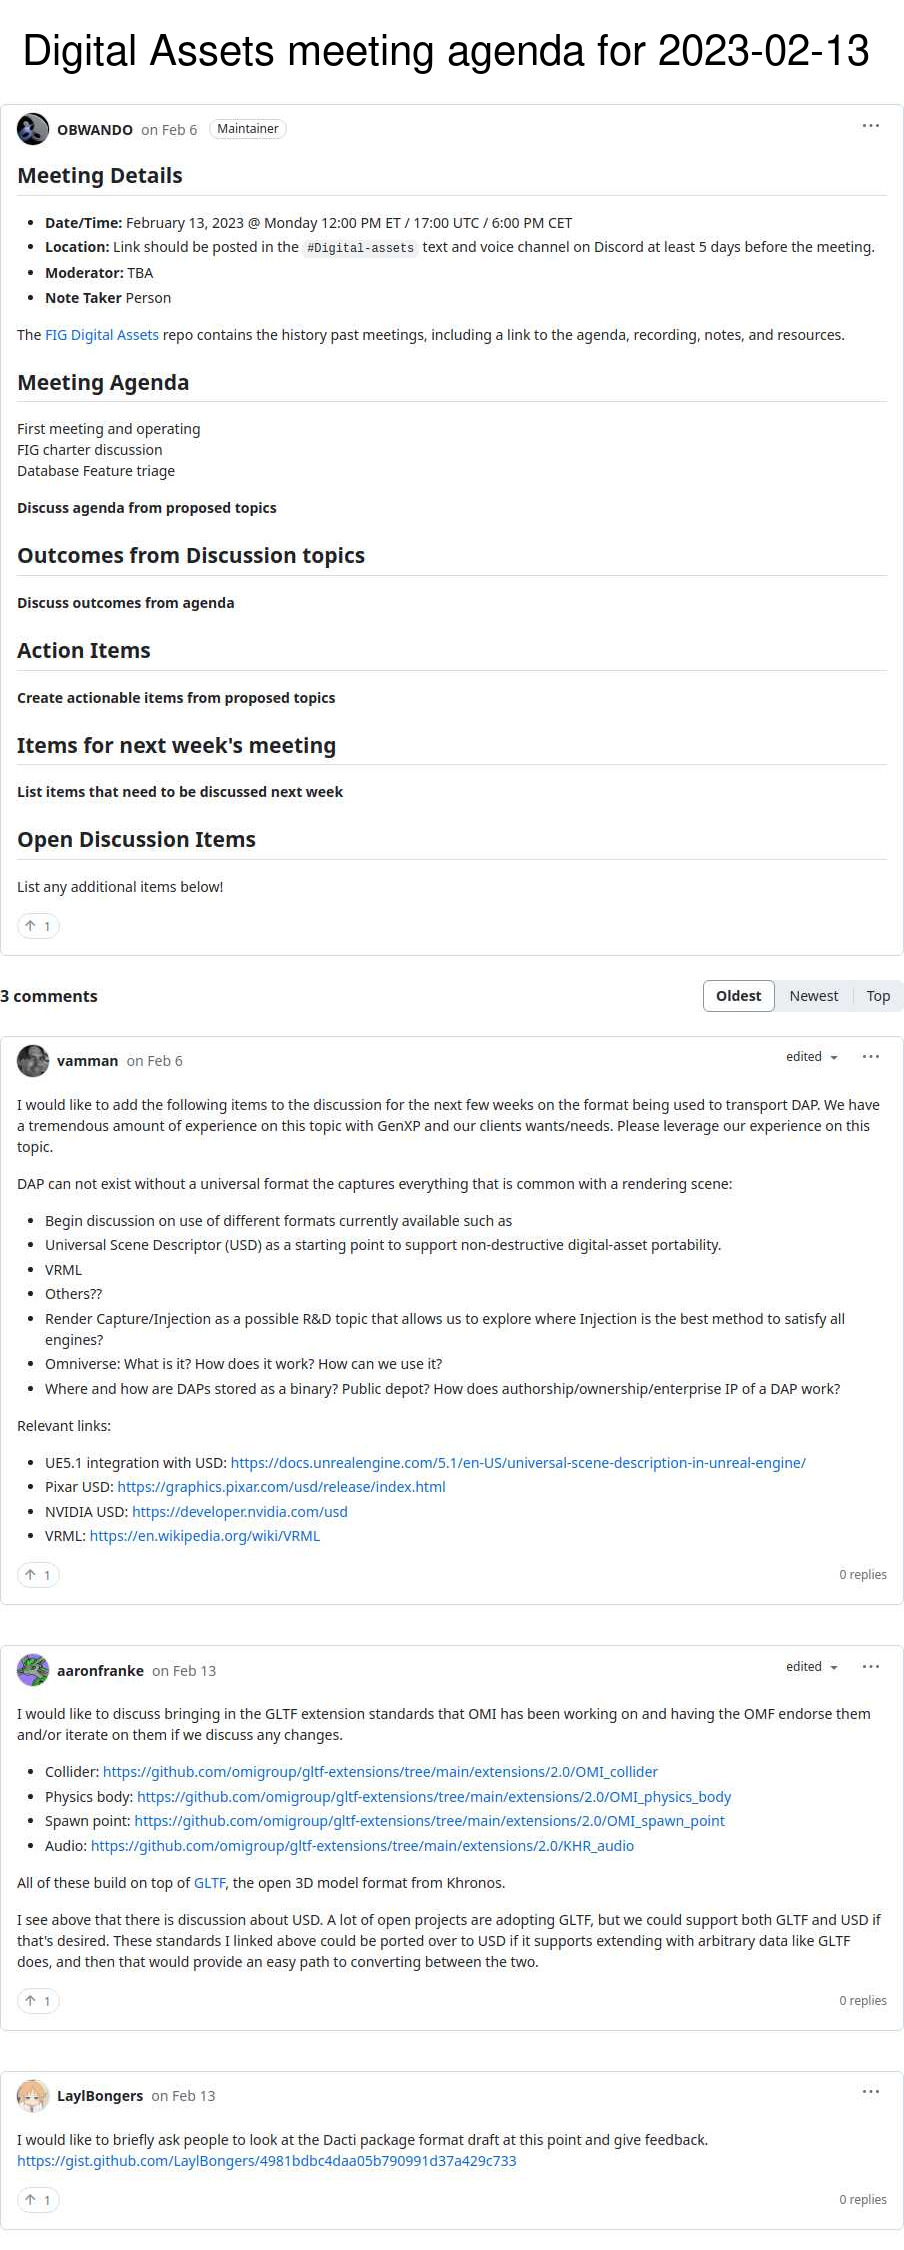 Digital Assets meeting agenda for 2023-02-13
OBWANDO on Feb 6 Maintainer
Meeting Details
Date/Time: February 13, 2023 @ Monday 12:00 PM ET / 17:00 UTC / 6:00 PM CET
Location: Link should be posted in the #Digital-assets text and voice channel on Discord at least 5 days before the meeting.
Moderator: TBA
Note Taker Person
The FIG Digital Assets repo contains the history past meetings, including a link to the agenda, recording, notes, and resources.
Meeting Agenda
First meeting and operating
FIG charter discussion
Database Feature triage
Discuss agenda from proposed topics
Outcomes from Discussion topics
Discuss outcomes from agenda
Action Items
Create actionable items from proposed topics
Items for next week's meeting
List items that need to be discussed next week
Open Discussion Items
List any additional items below!
1
3 comments
Oldest Newest Top
vamman on Feb 6 edited
I would like to add the following items to the discussion for the next few weeks on the format being used to transport DAP. We have
a tremendous amount of experience on this topic with GenXP and our clients wants/needs. Please leverage our experience on this
topic.
DAP can not exist without a universal format the captures everything that is common with a rendering scene:
Begin discussion on use of different formats currently available such as
Universal Scene Descriptor (USD) as a starting point to support non-destructive digital-asset portability.
VRML
Others??
Render Capture/Injection as a possible R&D topic that allows us to explore where Injection is the best method to satisfy all
engines?
Omniverse: What is it? How does it work? How can we use it?
Where and how are DAPs stored as a binary? Public depot? How does authorship/ownership/enterprise IP of a DAP work?
Relevant links:
UE5.1 integration with USD: https://docs.unrealengine.com/5.1/en-US/universal-scene-description-in-unreal-engine/
Pixar USD: https://graphics.pixar.com/usd/release/index.html
NVIDIA USD: https://developer.nvidia.com/usd
VRML: https://en.wikipedia.org/wiki/VRML
1 0 replies
aaronfranke on Feb 13 edited
I would like to discuss bringing in the GLTF extension standards that OMI has been working on and having the OMF endorse them
and/or iterate on them if we discuss any changes.
Collider: https://github.com/omigroup/gltf-extensions/tree/main/extensions/2.0/OMI_collider
Physics body: https://github.com/omigroup/gltf-extensions/tree/main/extensions/2.0/OMI_physics_body
Spawn point: https://github.com/omigroup/gltf-extensions/tree/main/extensions/2.0/OMI_spawn_point
Audio: https://github.com/omigroup/gltf-extensions/tree/main/extensions/2.0/KHR_audio
All of these build on top of GLTF, the open 3D model format from Khronos.
I see above that there is discussion about USD. A lot of open projects are adopting GLTF, but we could support both GLTF and USD if
that's desired. These standards I linked above could be ported over to USD if it supports extending with arbitrary data like GLTF
does, and then that would provide an easy path to converting between the two.
1 0 replies
LaylBongers on Feb 13
I would like to briefly ask people to look at the Dacti package format draft at this point and give feedback.
https://gist.github.com/LaylBongers/4981bdbc4daa05b790991d37a429c733
1 0 replies